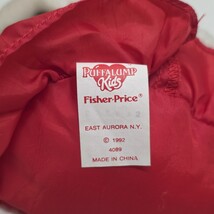 PUFFALUMP
Kids
Fisher-Price®
EAST AURORA N.Y.
© 1992
4089
MADE IN CHINA